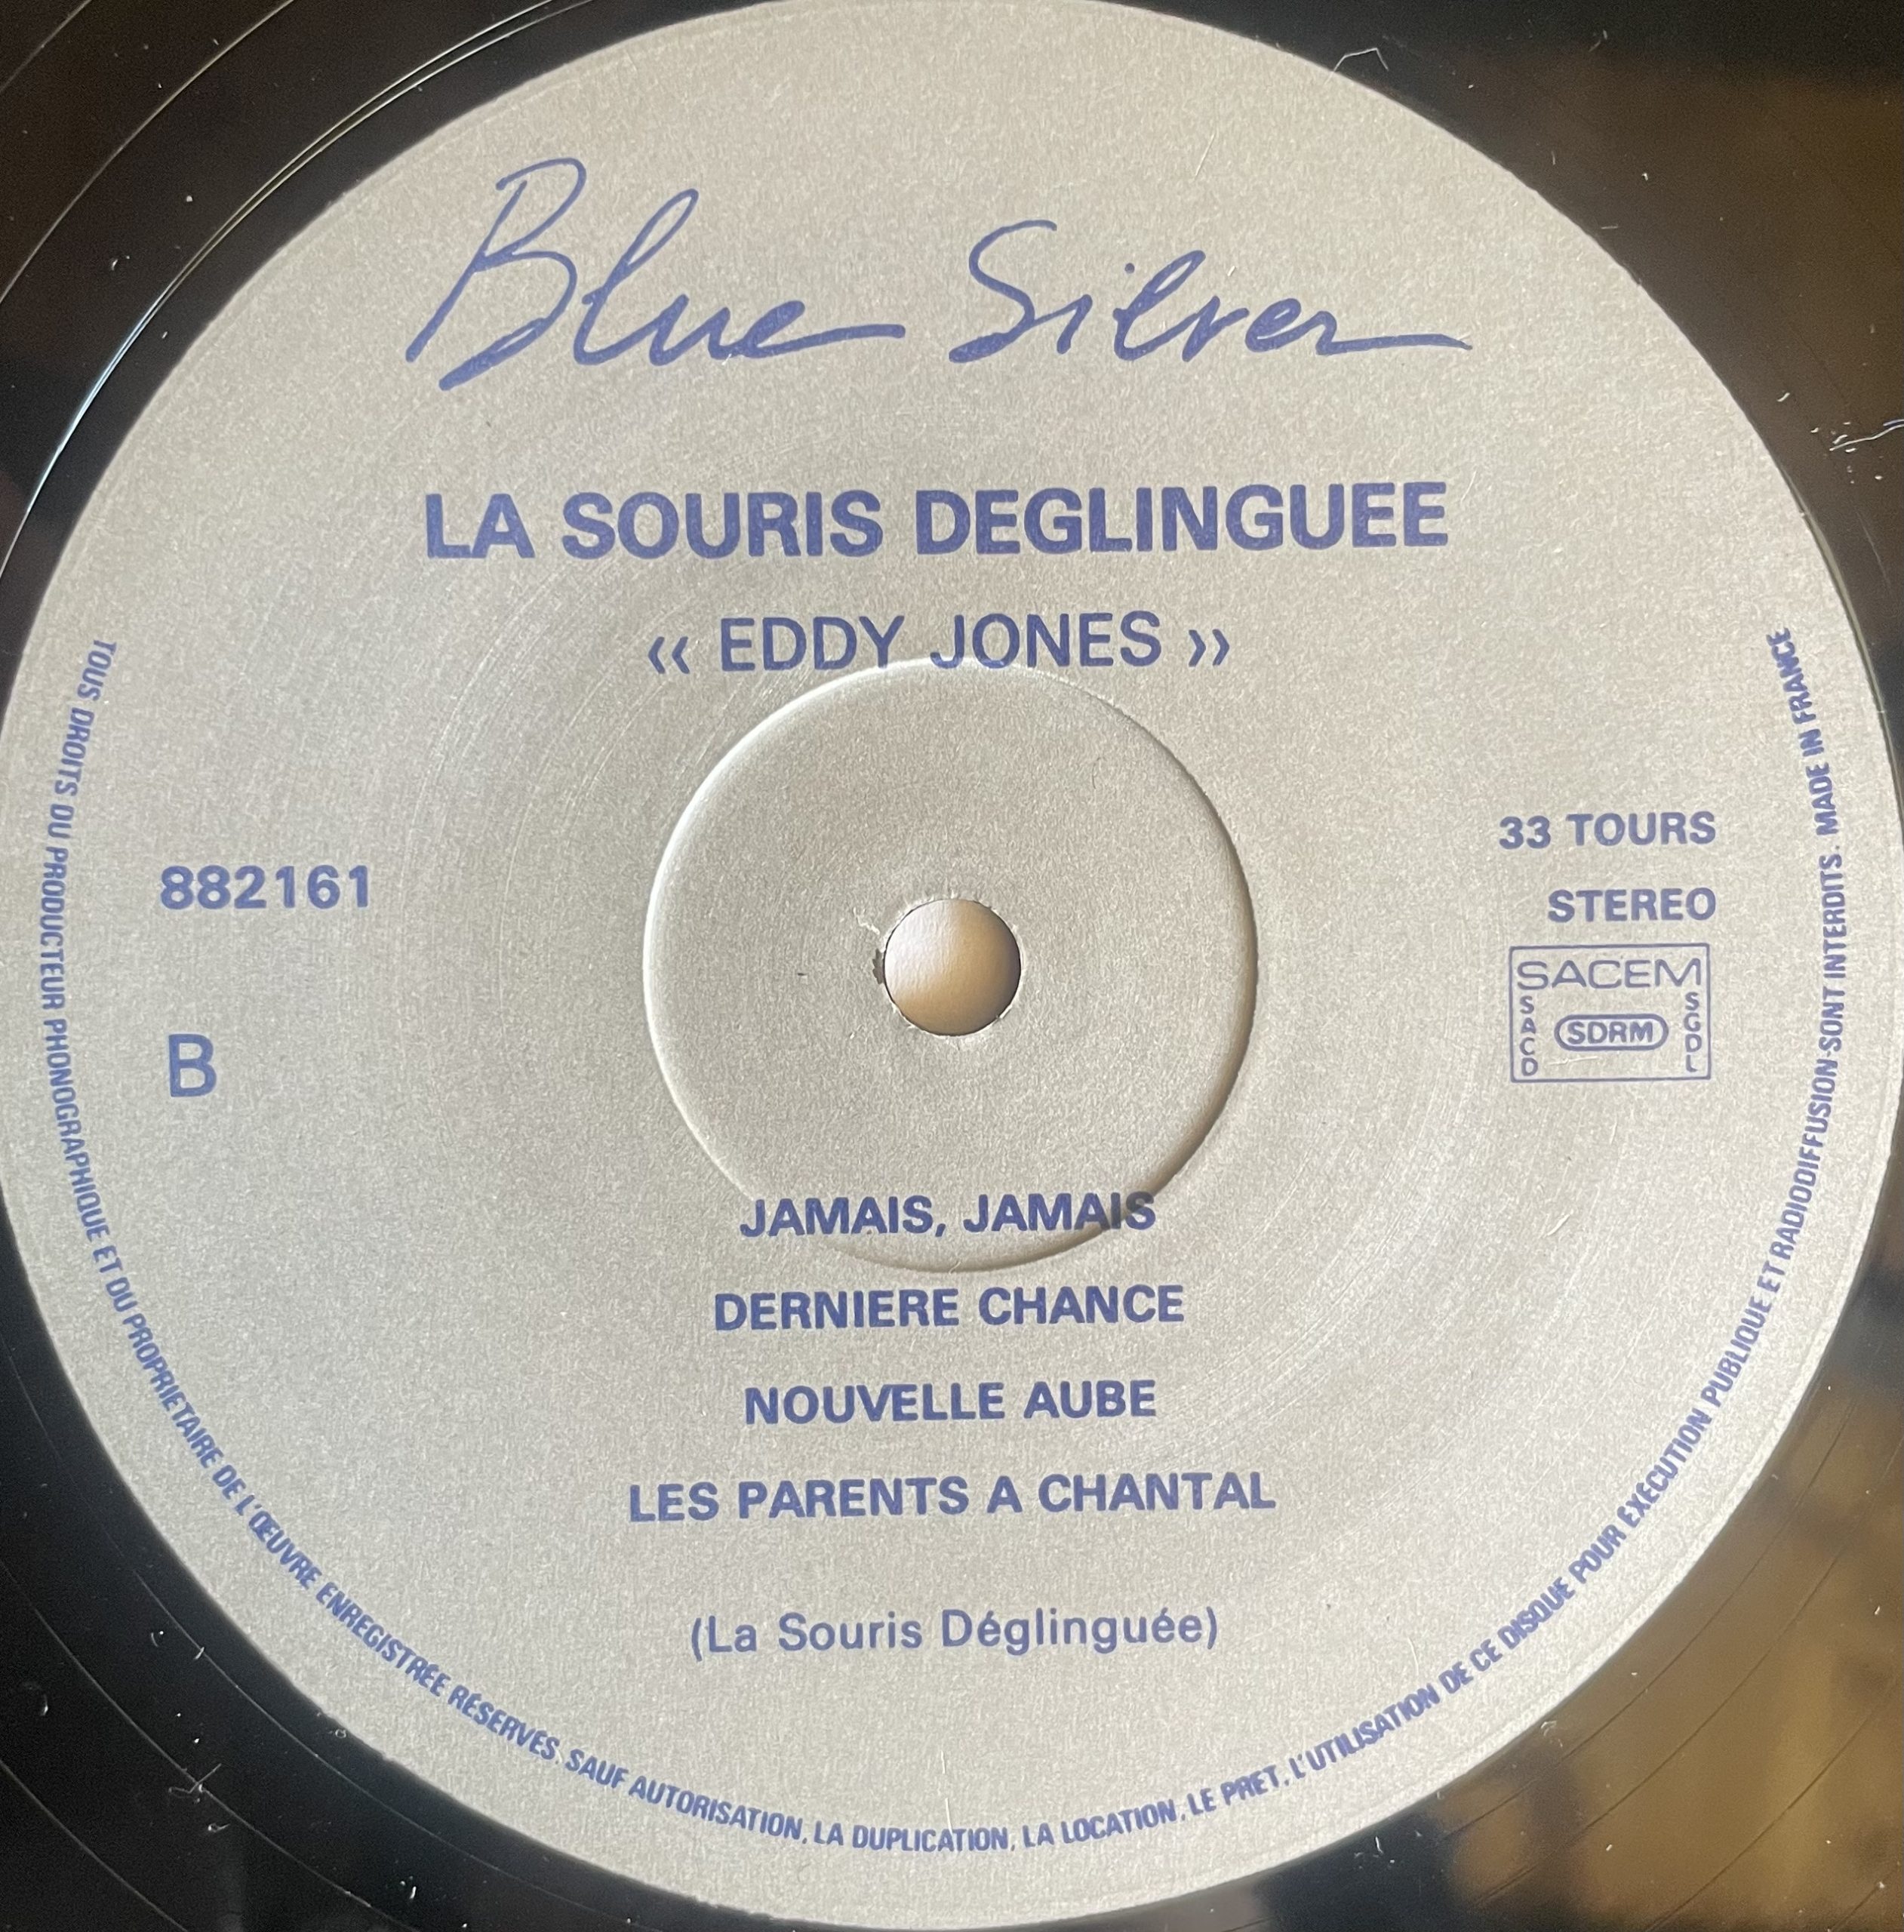 Blue Silver
LA SOURIS DEGLINGUEE
‹‹ EDDY JONES ››
33 TOURS
882161
STEREO
SACEM
SACD
SDRM
SGDL
B
JAMAIS, JAMAIS
DERNIERE CHANCE
NOUVELLE AUBE
LES PARENTS A CHANTAL
(La Souris Déglinguée)
TOUS DROITS DU PRODUCTEUR PHONOGRAPHIQUE ET DU PROPRIETAIRE DE L'ŒUVRE ENREGISTRÉE RÉSERVÉS. SAUF AUTORISATION, LA DUPLICATION, LA LOCATION, LE PRET, L'UTILISATION DE CE DISQUE POUR ÉXECUTION PUBLIQUE ET RADIODIFFUSION SONT INTERDITS. MADE IN FRANCE